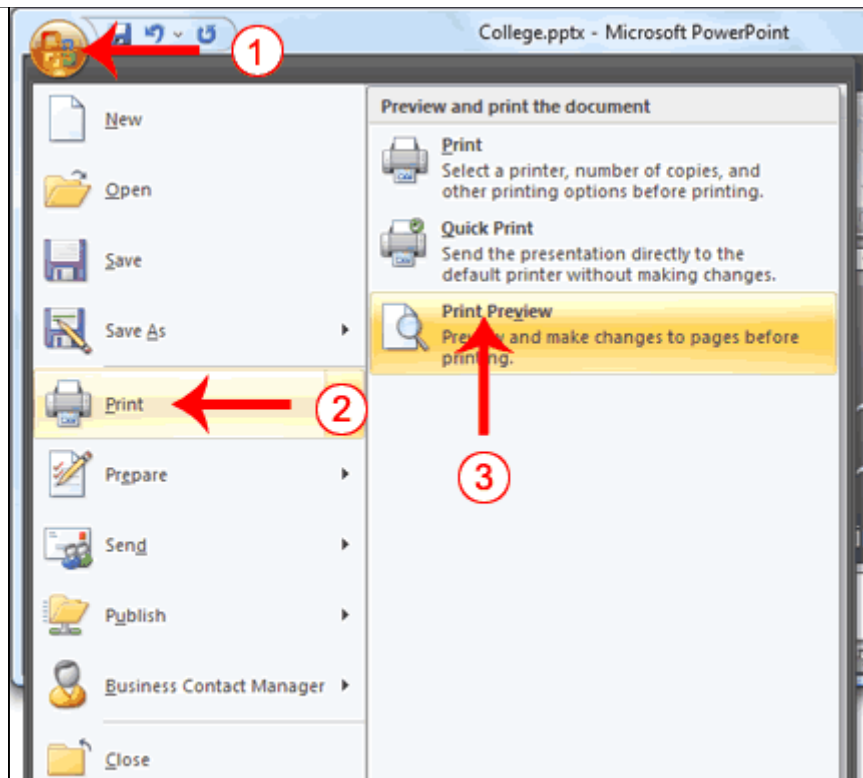 College.pptx - Microsoft PowerPoint
1
New
Open
Save
Save As
Print
2
Prepare
Send
Publish
Business Contact Manager
Close
Preview and print the document
Print
Select a printer, number of copies, and
other printing options before printing.
Quick Print
Send the presentation directly to the
default printer without making changes.
Print Preview
Preview and make changes to pages before
printing.
3